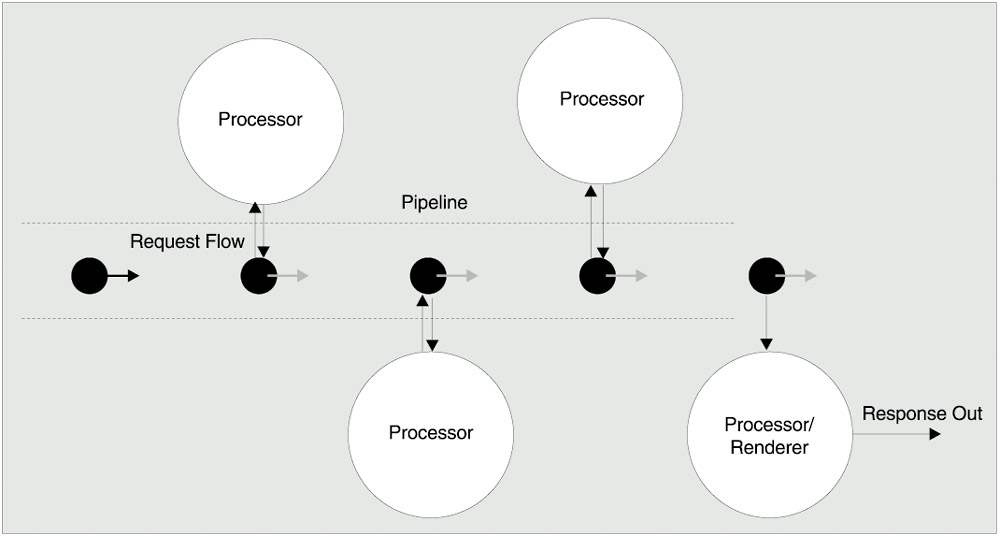 Processor
Processor
Pipeline
Request Flow
Processor
Processor/
Renderer
Response Out